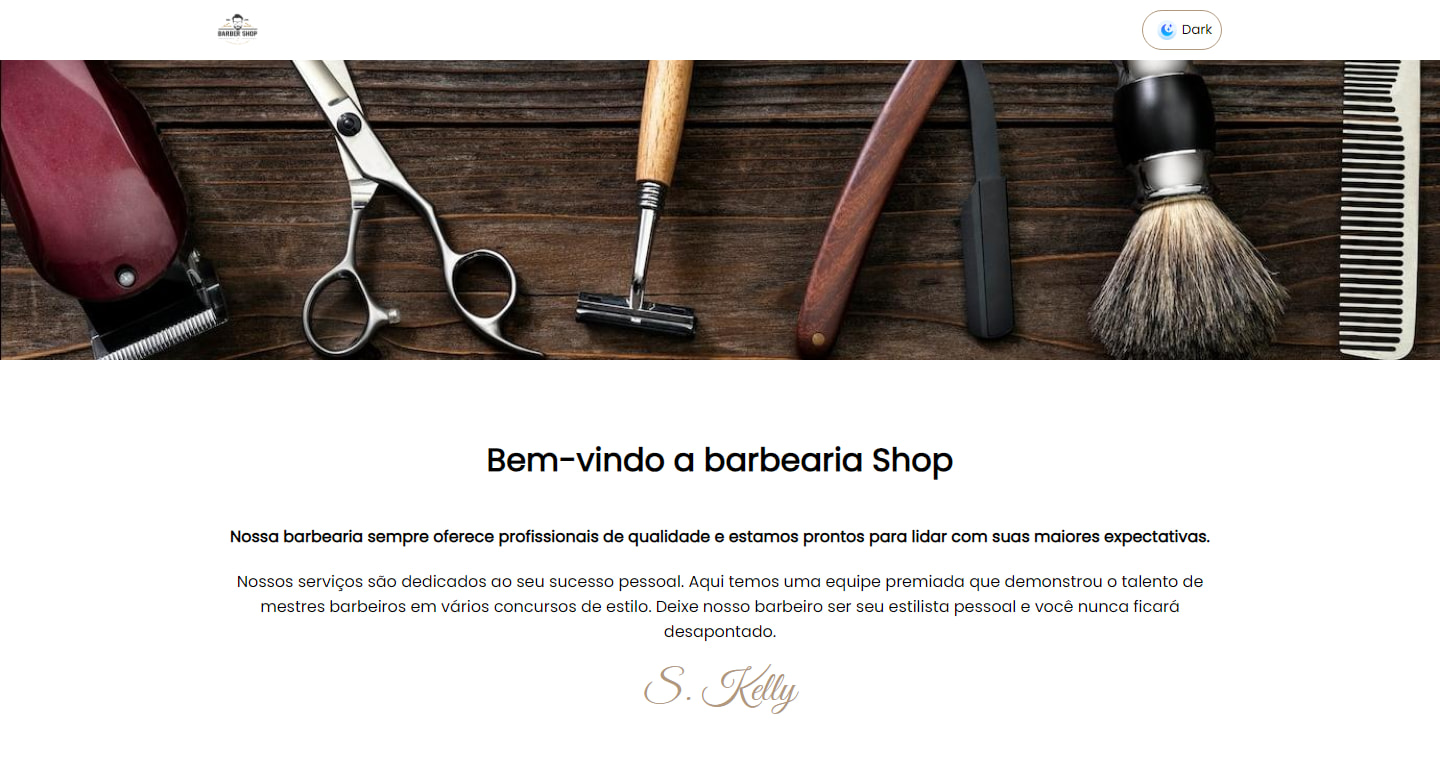 BARBER SHOP
Dark
Bem-vindo a barbearia Shop
Nossa barbearia sempre oferece profissionais de qualidade e estamos prontos para lidar com suas maiores expectativas.
Nossos serviços são dedicados ao seu sucesso pessoal. Aqui temos uma equipe premiada que demonstrou o talento de
mestres barbeiros em vários concursos de estilo. Deixe nosso barbeiro ser seu estilista pessoal e você nunca ficará
desapontado.
S. Kelly